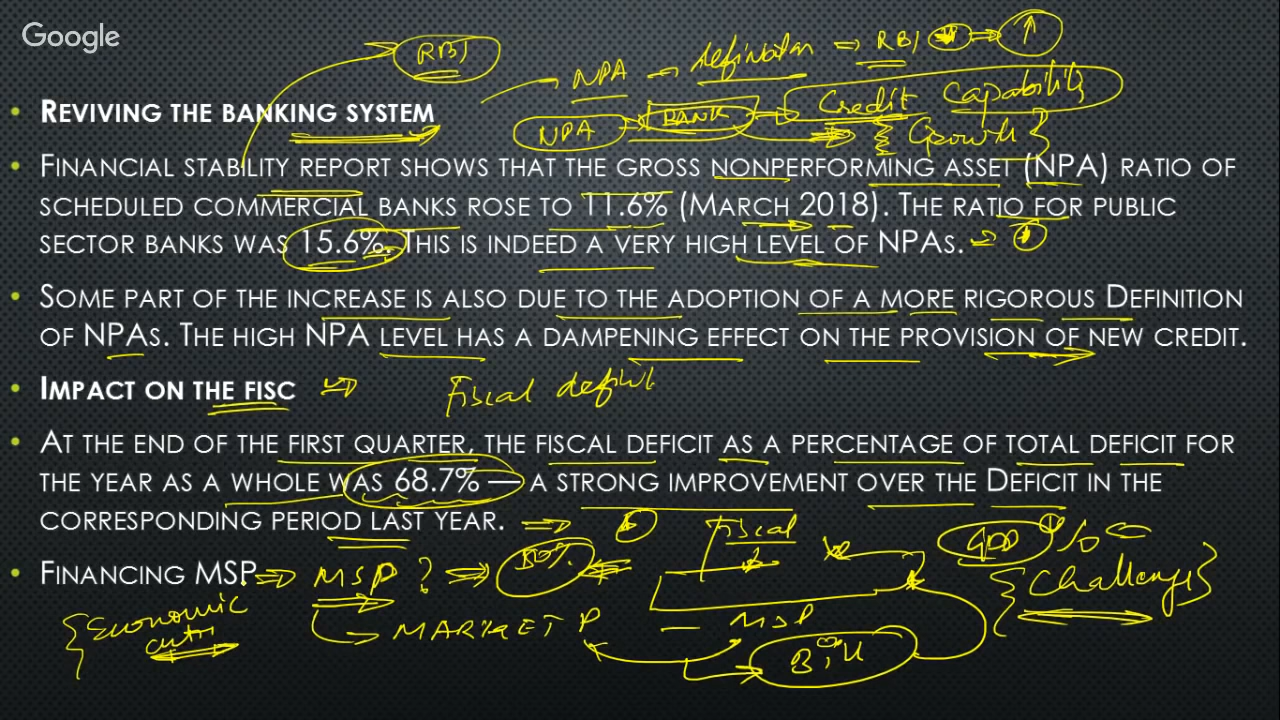 Google
RBI
NPA → definition ⇒ RBI ⇒ ↑
NPA → BANK → Credit Capability
{Growth}
• REVIVING THE BANKING SYSTEM
• FINANCIAL STABILITY REPORT SHOWS THAT THE GROSS NONPERFORMING ASSET (NPA) RATIO OF
SCHEDULED COMMERCIAL BANKS ROSE TO 11.6% (MARCH 2018). THE RATIO FOR PUBLIC
SECTOR BANKS WAS 15.6%. THIS IS INDEED A VERY HIGH LEVEL OF NPAS.
• SOME PART OF THE INCREASE IS ALSO DUE TO THE ADOPTION OF A MORE RIGOROUS DEFINITION
OF NPAS. THE HIGH NPA LEVEL HAS A DAMPENING EFFECT ON THE PROVISION OF NEW CREDIT.
• IMPACT ON THE FISC ⇒ Fiscal deficit
• AT THE END OF THE FIRST QUARTER, THE FISCAL DEFICIT AS A PERCENTAGE OF TOTAL DEFICIT FOR
THE YEAR AS A WHOLE WAS 68.7% — A STRONG IMPROVEMENT OVER THE DEFICIT IN THE
CORRESPONDING PERIOD LAST YEAR.
Fiscal
GDP %
• FINANCING MSP ⇒ MSP ? ⇒
{Challenges}
{Economic
MARKET P — MSP